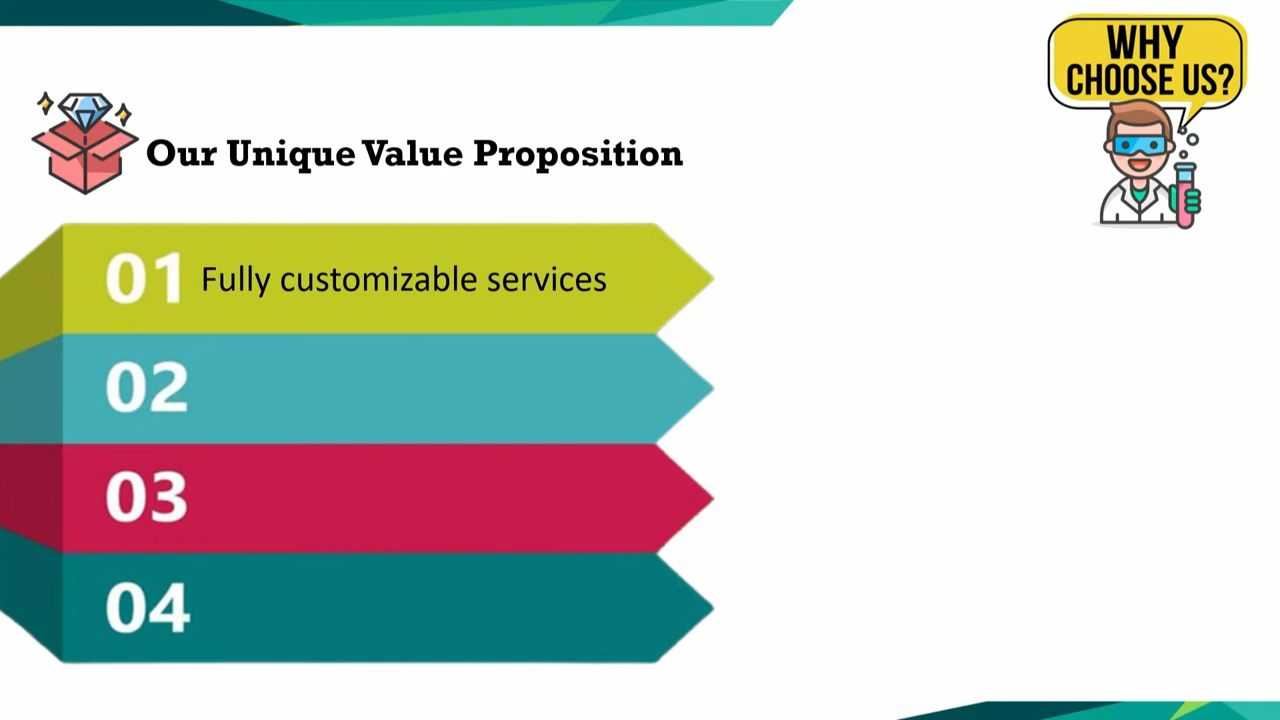 WHY
CHOOSE US?
Our Unique Value Proposition
01 Fully customizable services
02
03
04